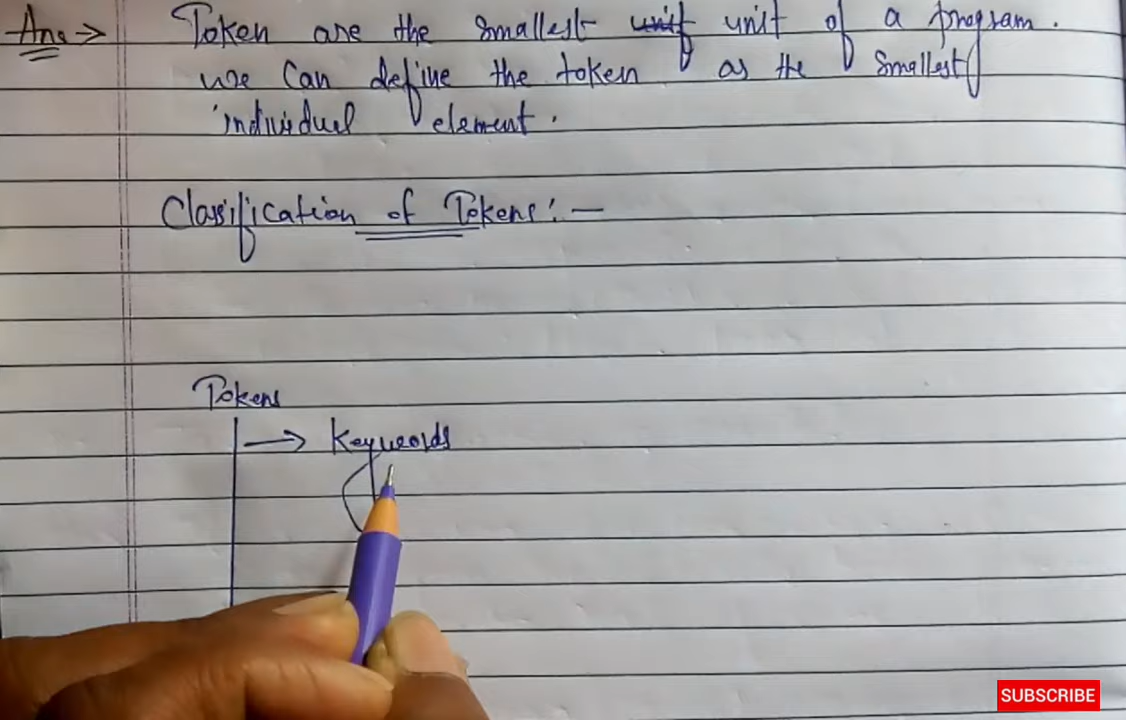 Ans → Token are the smallest unit unit of a program.
we can define the token as the smallest
individuel element.
Classification of Tokens:-
Tokens
→ Keywords
SUBSCRIBE